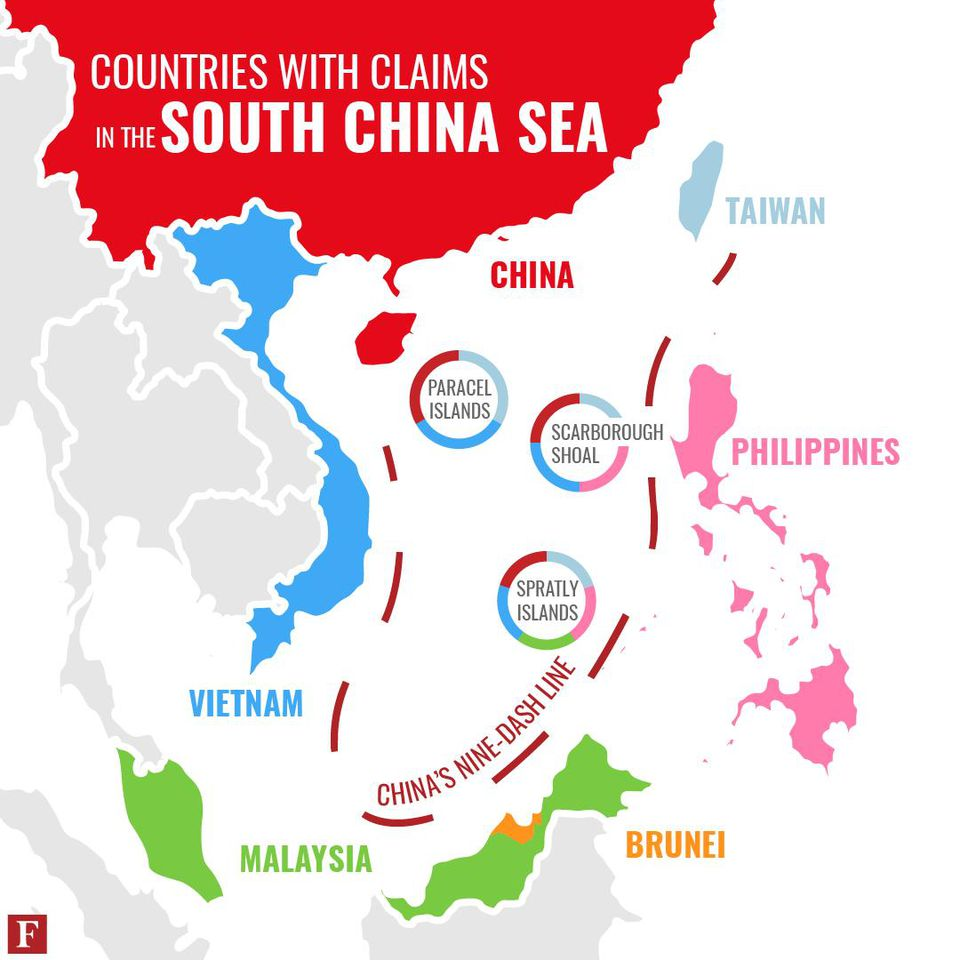 COUNTRIES WITH CLAIMS
IN THE SOUTH CHINA SEA
TAIWAN
CHINA
PARACEL
ISLANDS
SCARBOROUGH
SHOAL
PHILIPPINES
SPRATLY
ISLANDS
VIETNAM
CHINA'S NINE-DASH LINE
MALAYSIA
BRUNEI
F